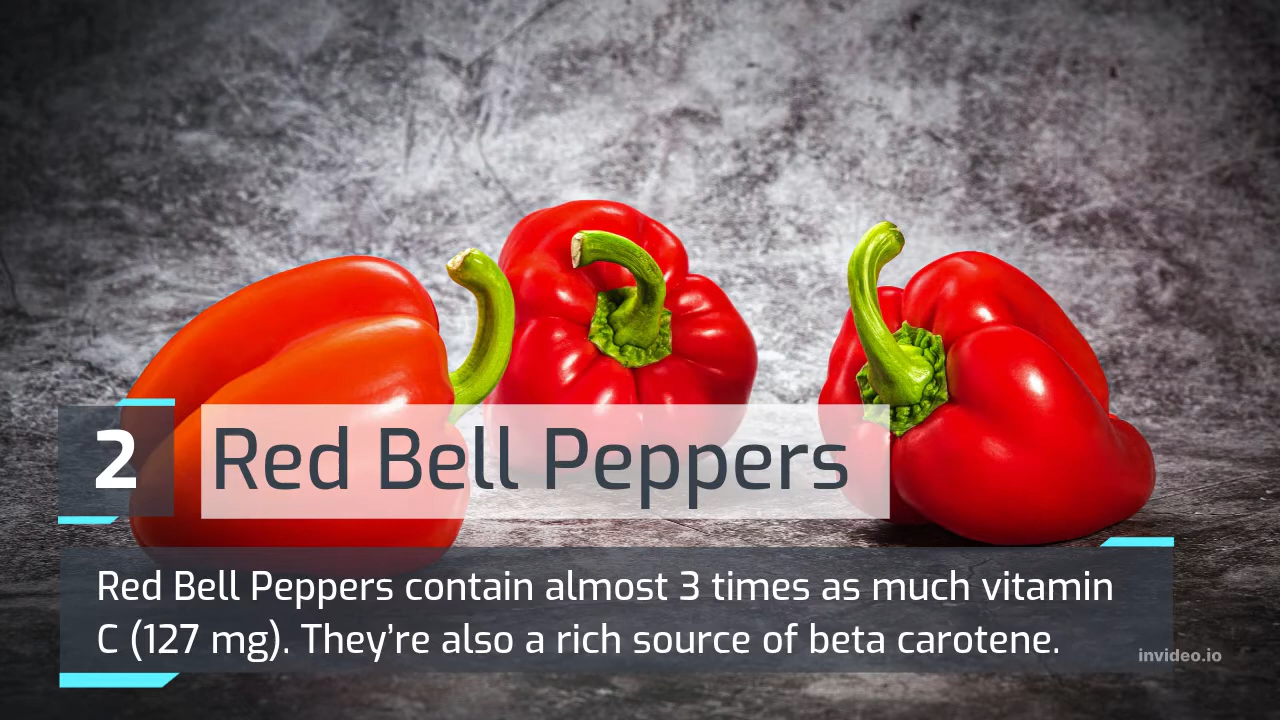 2
Red Bell Peppers
Red Bell Peppers contain almost 3 times as much vitamin
C (127 mg). They’re also a rich source of beta carotene.
invideo.io